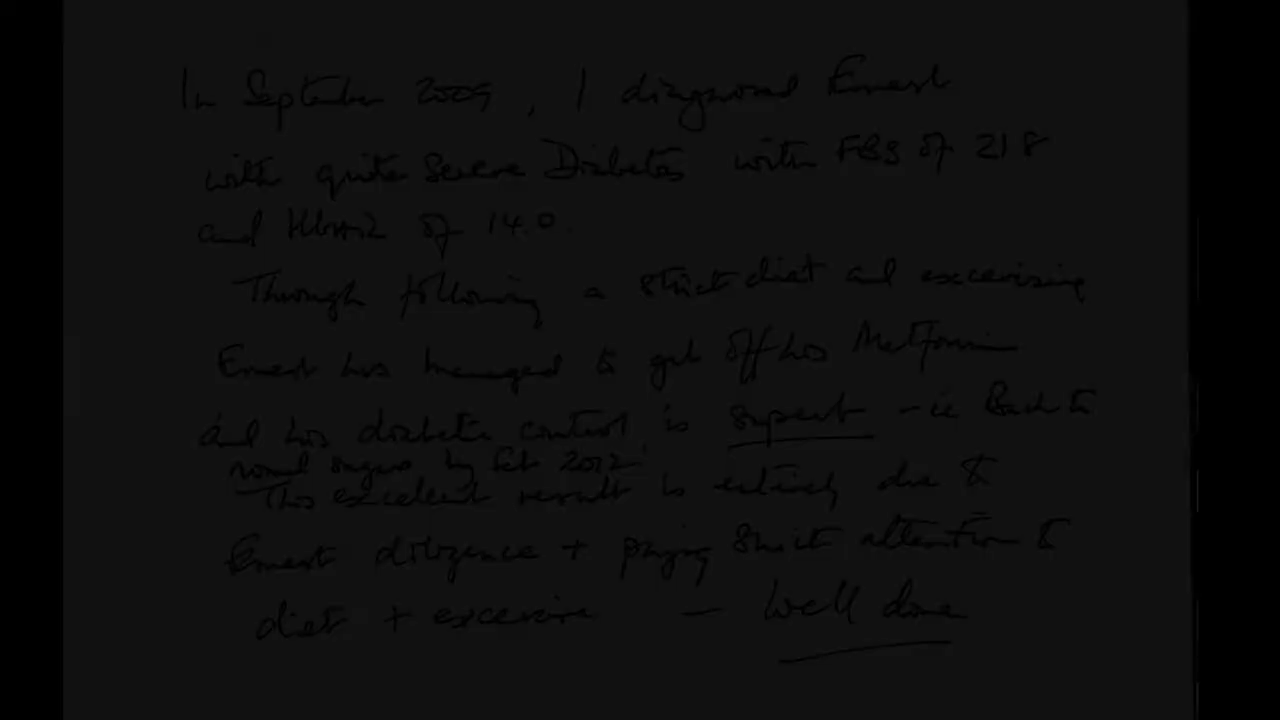 In September 2009, I diagnosed Ernest
with quite severe Diabetes with FBS of 218
and of 14.0.
Through following a strict diet and excercising
Ernest has managed to get off his Metformin
and his diabetic control is superb - ie Back to
normal sugars by Feb 2012
This excellent result is entirely due to
Ernest diligence + paying strict attention to
diet + excercise - Well done